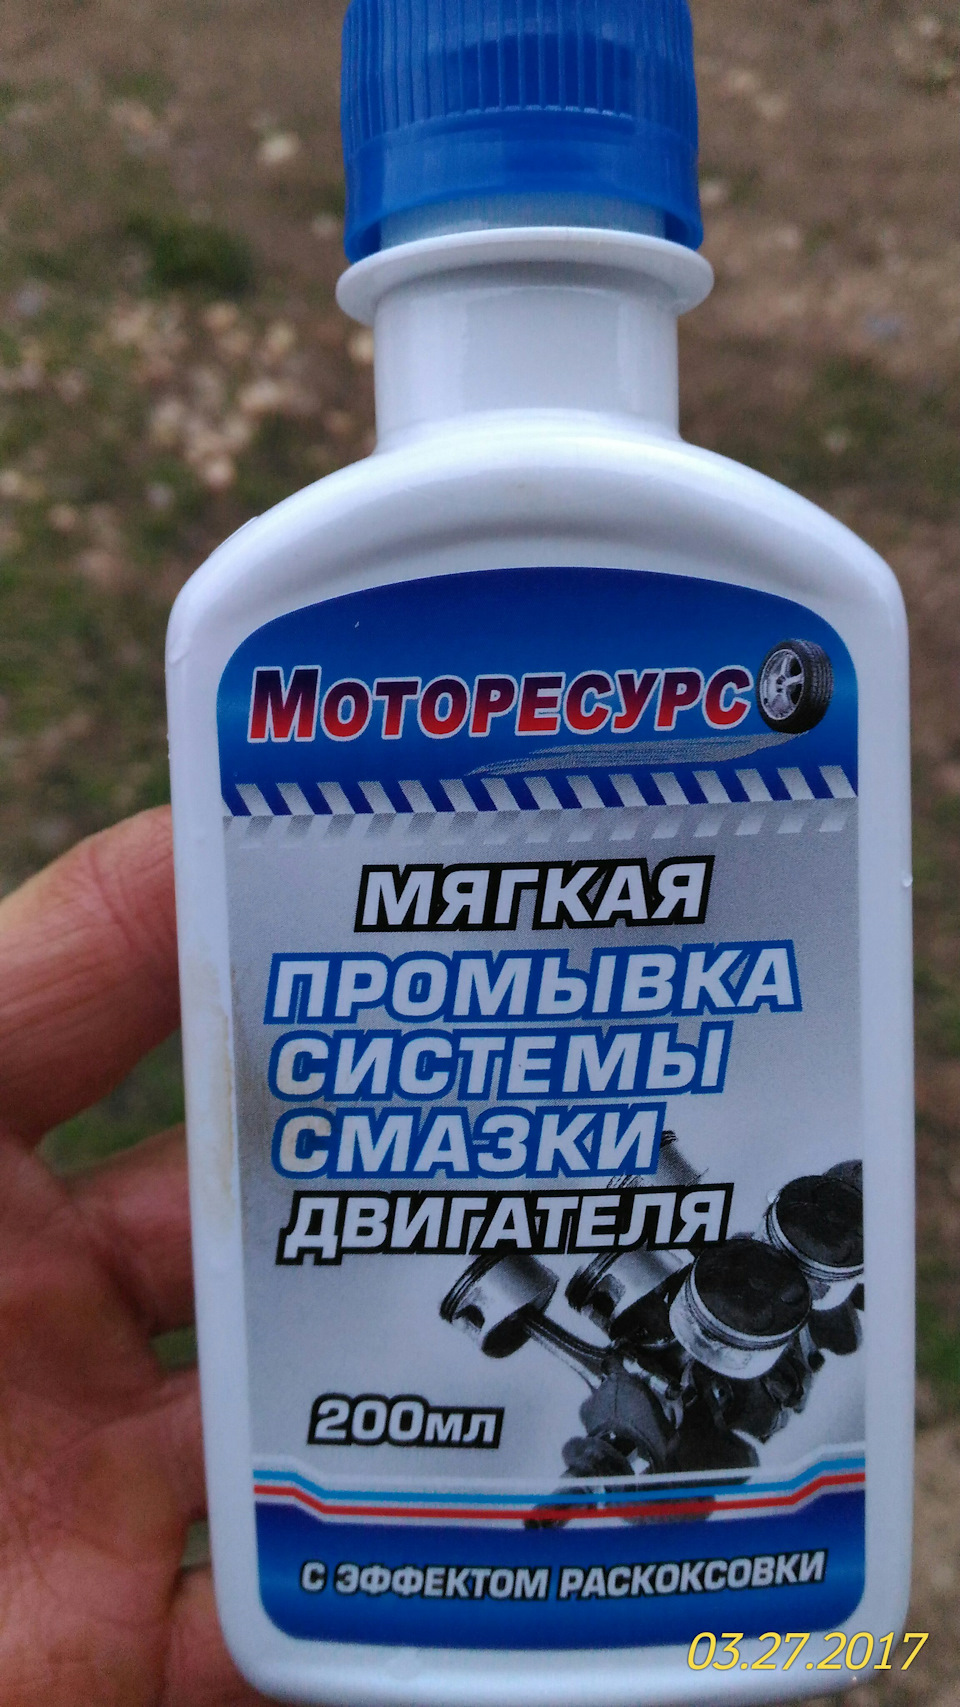 МОТОРЕСУРС
МЯГКАЯ
ПРОМЫВКА
СИСТЕМЫ
СМАЗКИ
ДВИГАТЕЛЯ
200мл
С ЭФФЕКТОМ РАСКОКСОВКИ
03.27.2017